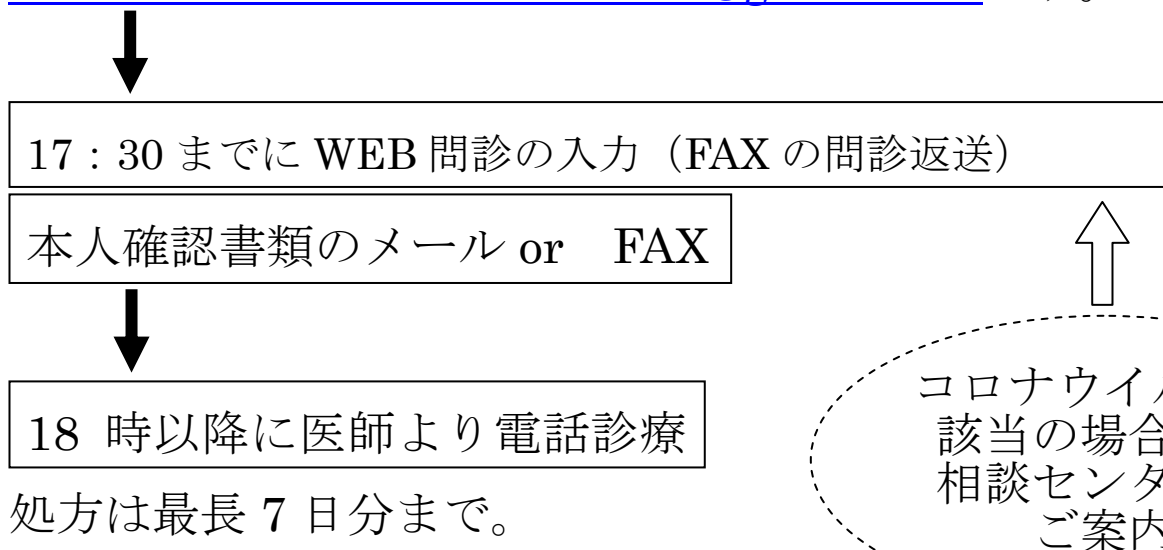 17：30 までに WEB 問診の入力（FAX の問診返送）
本人確認書類のメール or　FAX
18 時以降に医師より電話診療
処方は最長 7 日分まで。
コロナウイル
該当の場合
相談センタ
ご案内